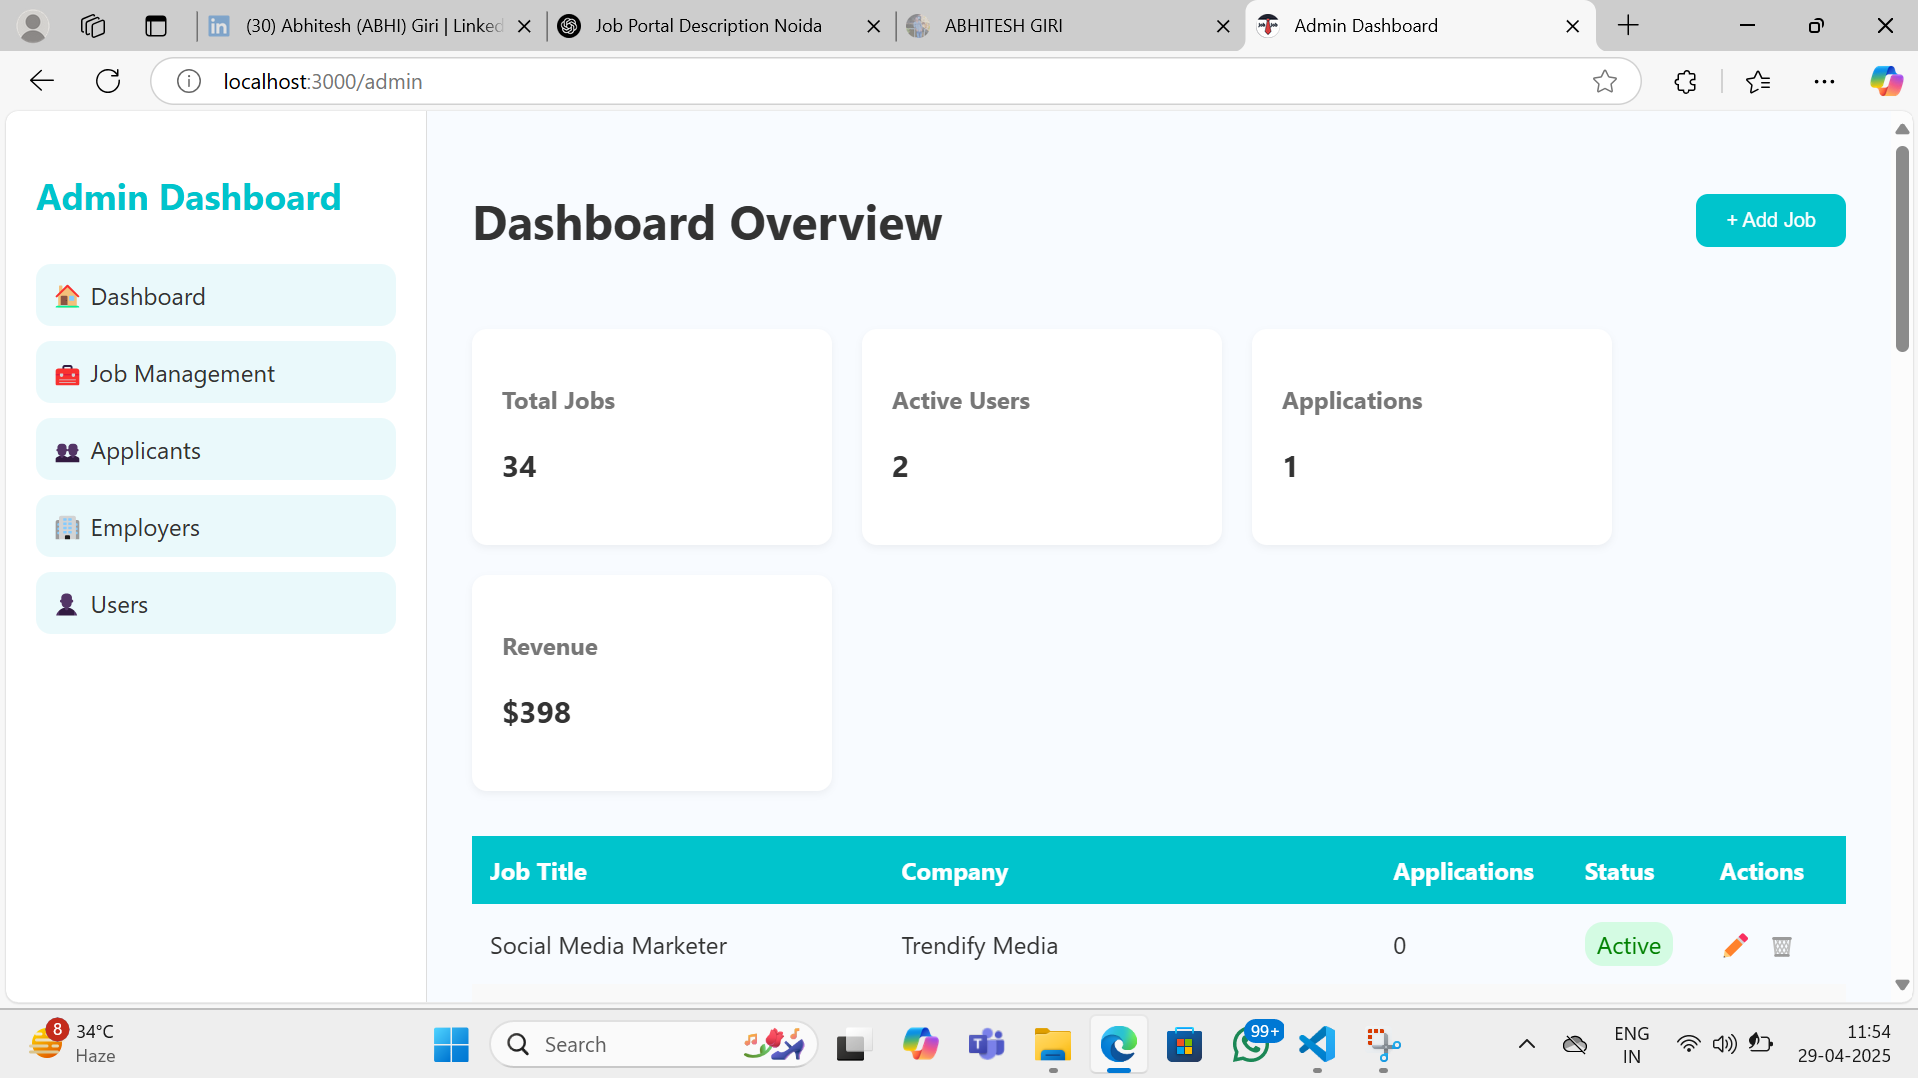 (30) Abhitesh (ABHI) Giri | Linked
Job Portal Description Noida
ABHITESH GIRI
Admin Dashboard
localhost:3000/admin
Admin Dashboard
Dashboard
Job Management
Applicants
Employers
Users
Dashboard Overview
+ Add Job
Total Jobs
34
Active Users
2
Applications
1
Revenue
$398
Job Title Company Applications Status Actions
Social Media Marketer Trendify Media 0 Active
8
34°C
Haze
Search
99+
ENG
IN
11:54
29-04-2025